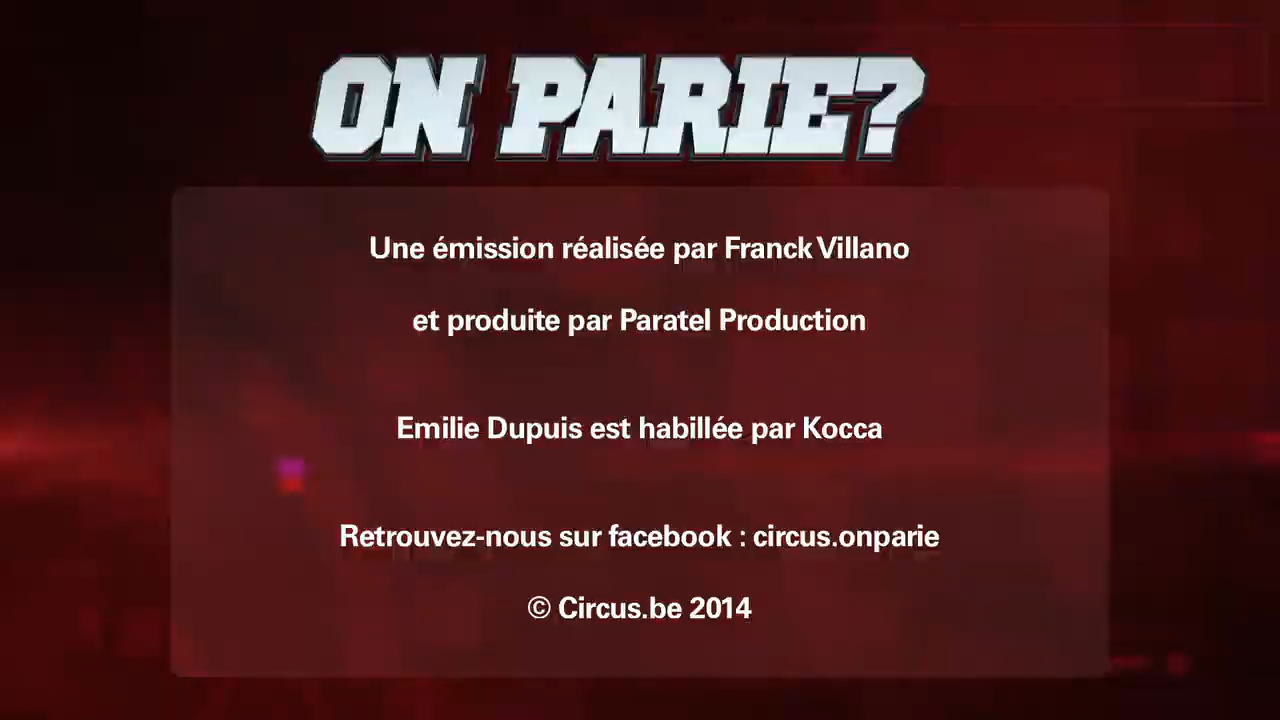 ON PARIE?
Une émission réalisée par Franck Villano
et produite par Paratel Production
Emilie Dupuis est habillée par Kocca
Retrouvez-nous sur facebook : circus.onparie
© Circus.be 2014